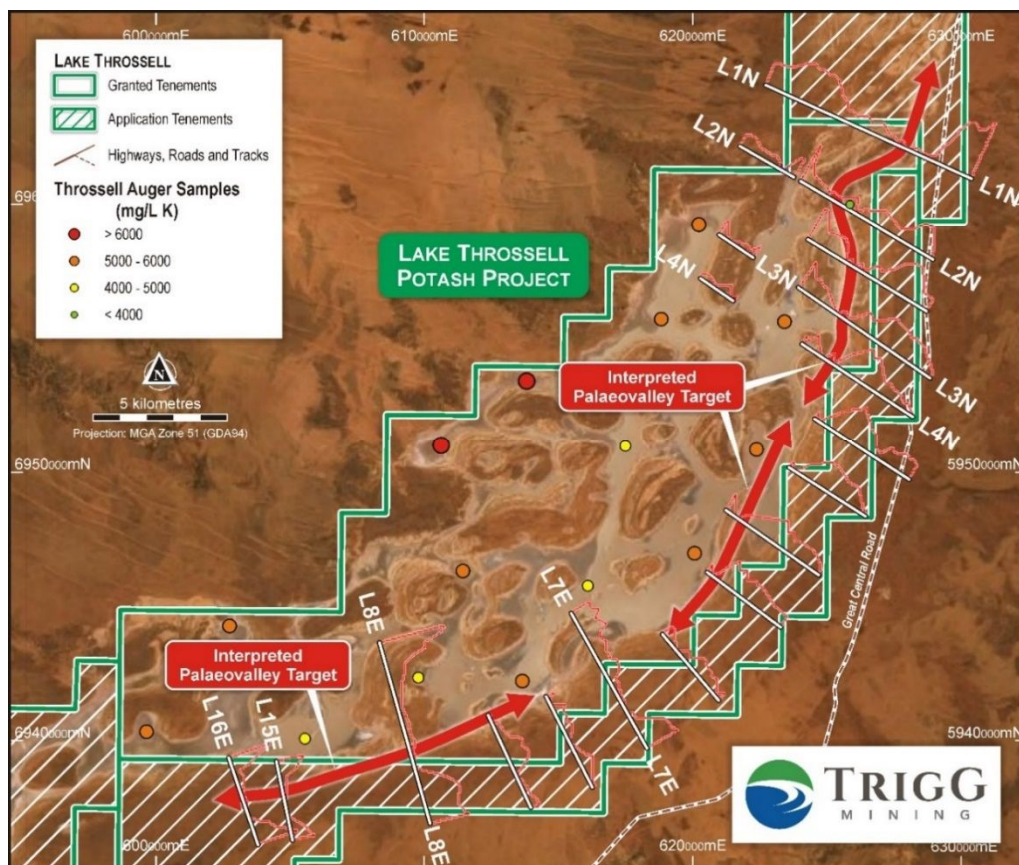 600000mE
610000mE
620000mE
630000mE
LAKE THROSSELL
Granted Tenements
Application Tenements
Highways, Roads and Tracks
Throssell Auger Samples
(mg/L K)
> 6000
5000 - 6000
4000 - 5000
< 4000
N
5 kilometres
Projection: MGA Zone 51 (GDA94)
L1N
L2N
L1N
LAKE THROSSELL
POTASH PROJECT
L4N
L3N
L2N
Interpreted
Palaeovalley Target
L3N
L4N
6950000mN
5950000mN
Great Central Road
L8E
L7E
Interpreted
Palaeovalley Target
L16E
L15E
6940000mN
5940000mN
L7E
L8E
TRIGG
MINING
600000mE
610000mE
620000mE
630000mE